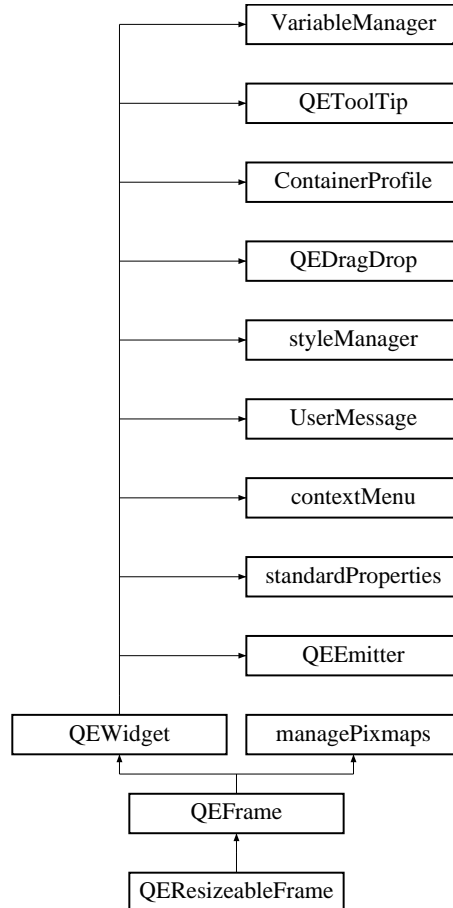 VariableManager
QEToolTip
ContainerProfile
QEDragDrop
styleManager
UserMessage
contextMenu
standardProperties
QEEmitter
QEWidget
managePixmaps
QEFrame
QEResizeableFrame